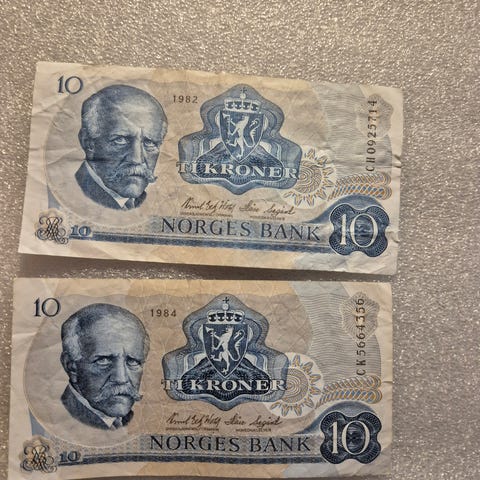 10
1982
CH0925714
TI KRONER
NORGES BANK
10
10
10
1984
CK5664356
TI KRONER
NORGES BANK
10
10